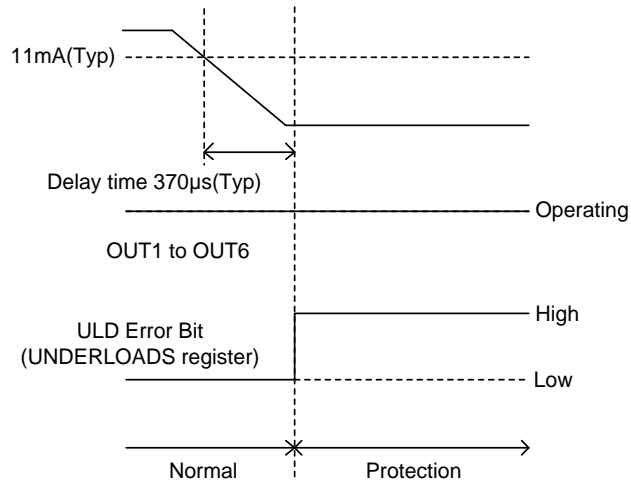 11mA(Typ)
Delay time 370μs(Typ)
Operating
OUT1 to OUT6
High
ULD Error Bit
(UNDERLOADS register)
Low
Normal
Protection